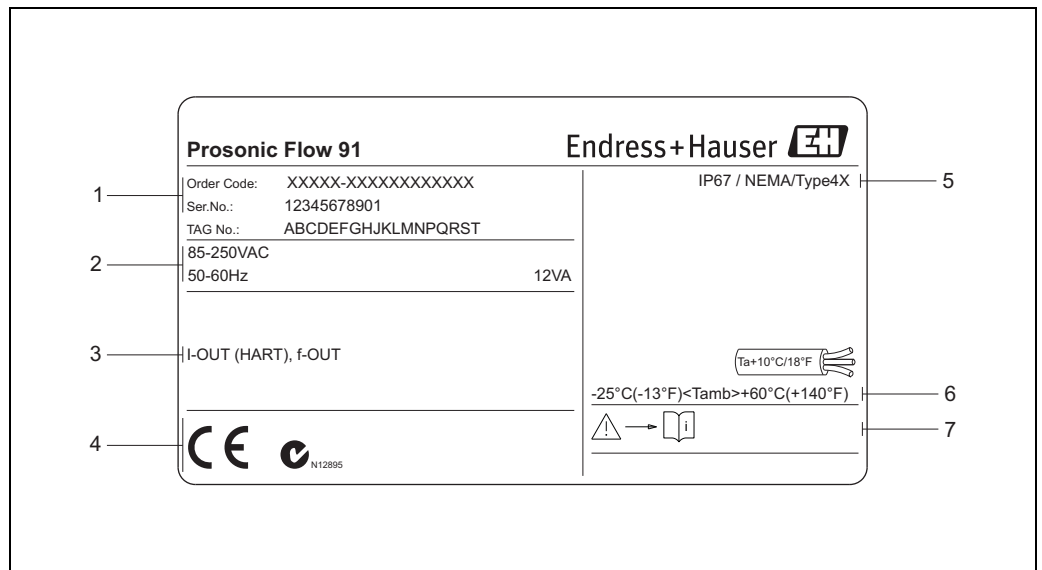 Prosonic Flow 91
Endress+Hauser EH
1
Order Code: XXXXX-XXXXXXXXXXXX
Ser.No.: 12345678901
TAG No.: ABCDEFGHJKLMNPQRST
2
85-250VAC
50-60Hz 12VA
3
I-OUT (HART), f-OUT
4
CE N12895
IP67 / NEMA/Type4X
5
Ta+10°C/18°F
-25°C(-13°F)<Tamb>+60°C(+140°F)
6
i
7